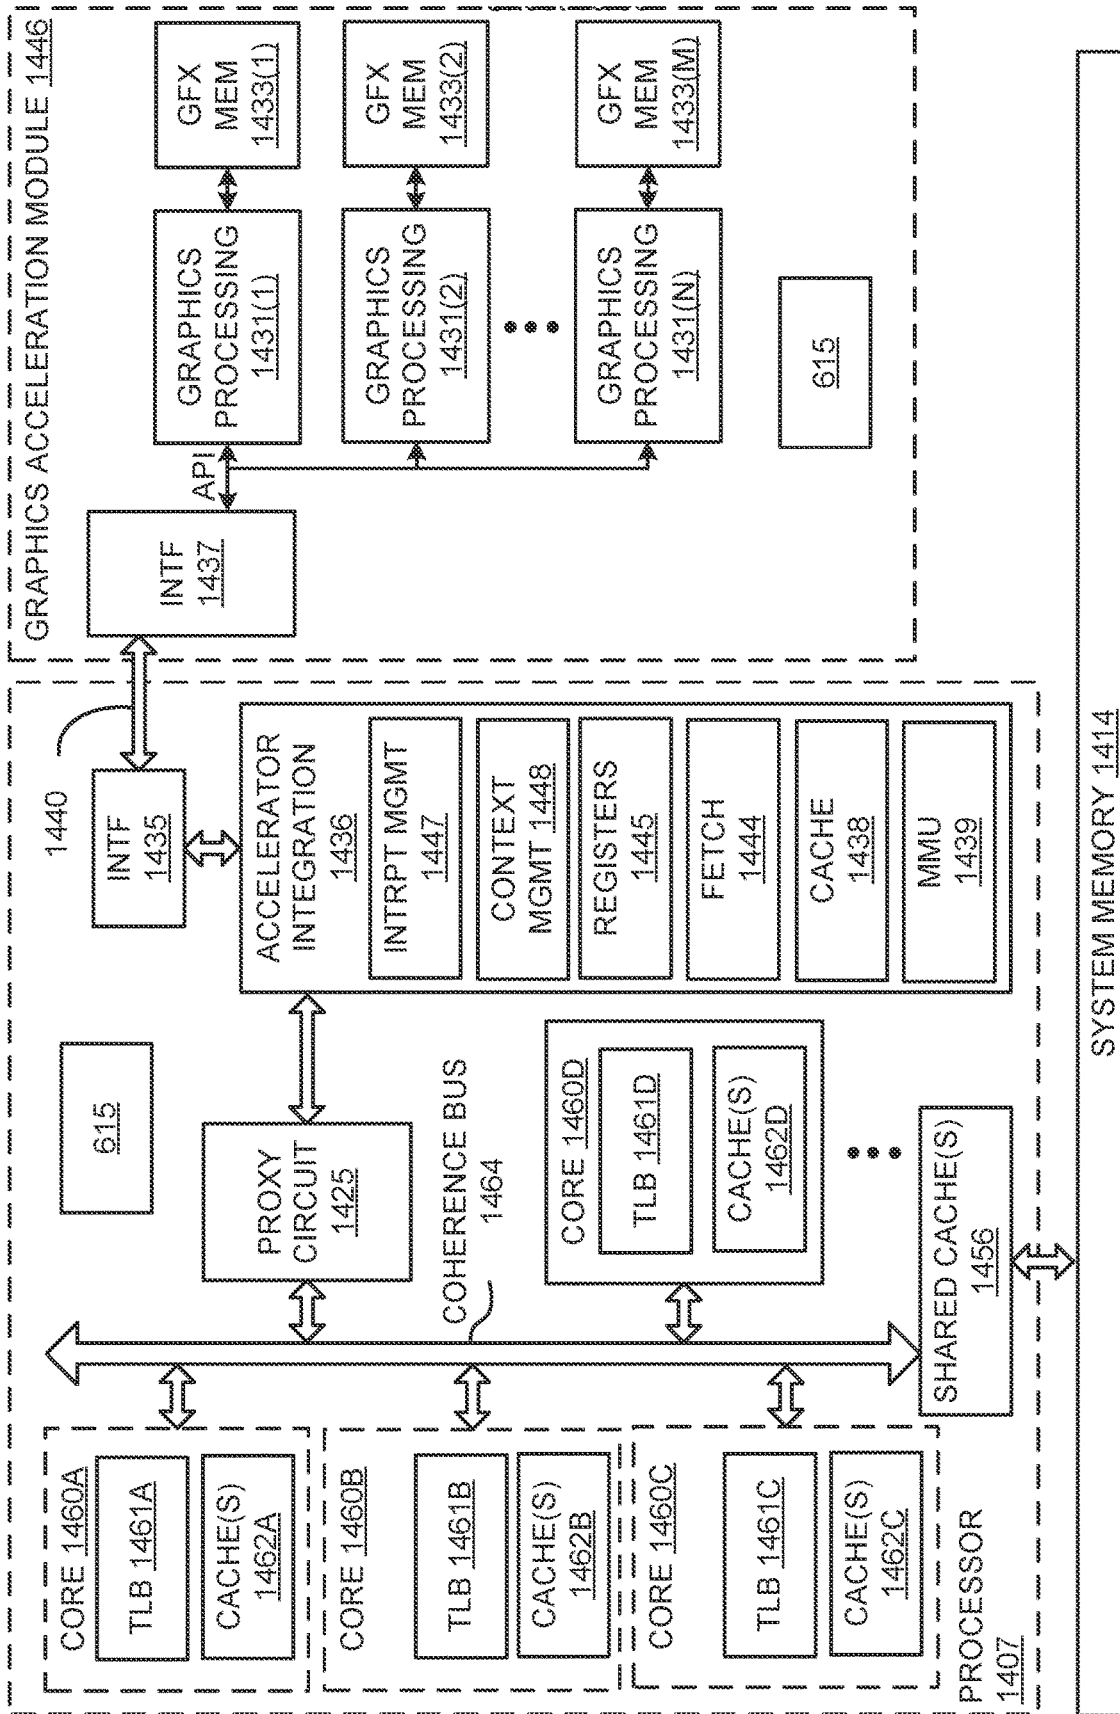 CORE 1460A
TLB 1461A
CACHE(S)
1462A
CORE 1460B
TLB 1461B
CACHE(S)
1462B
CORE 1460C
TLB 1461C
CACHE(S)
1462C
PROCESSOR
1407
615
PROXY
CIRCUIT
1425
COHERENCE BUS
1464
CORE 1460D
TLB 1461D
CACHE(S)
1462D
SHARED CACHE(S)
1456
1440
INTF
1435
ACCELERATOR
INTEGRATION
1436
INTRPT MGMT
1447
CONTEXT
MGMT 1448
REGISTERS
1445
FETCH
1444
CACHE
1438
MMU
1439
GRAPHICS ACCELERATION MODULE 1446
INTF
1437
API
GRAPHICS
PROCESSING
1431(1)
GFX
MEM
1433(1)
GRAPHICS
PROCESSING
1431(2)
GFX
MEM
1433(2)
GRAPHICS
PROCESSING
1431(N)
GFX
MEM
1433(M)
615
SYSTEM MEMORY 1414